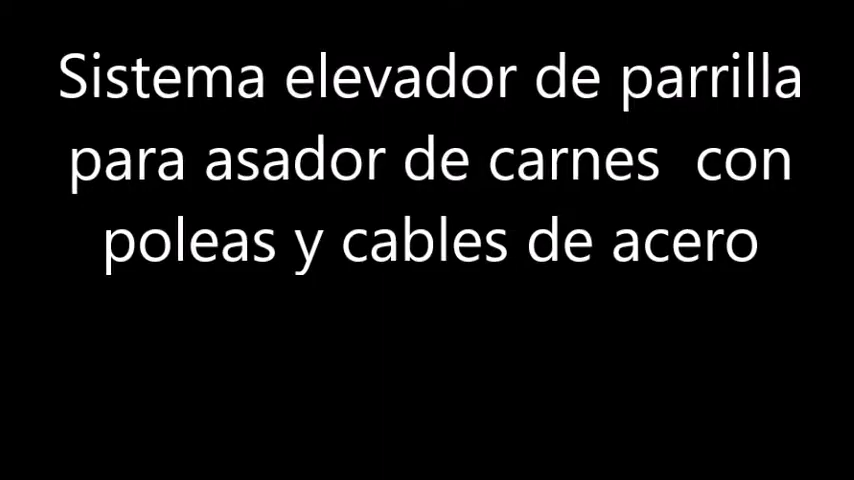 Sistema elevador de parrilla
para asador de carnes  con
poleas y cables de acero